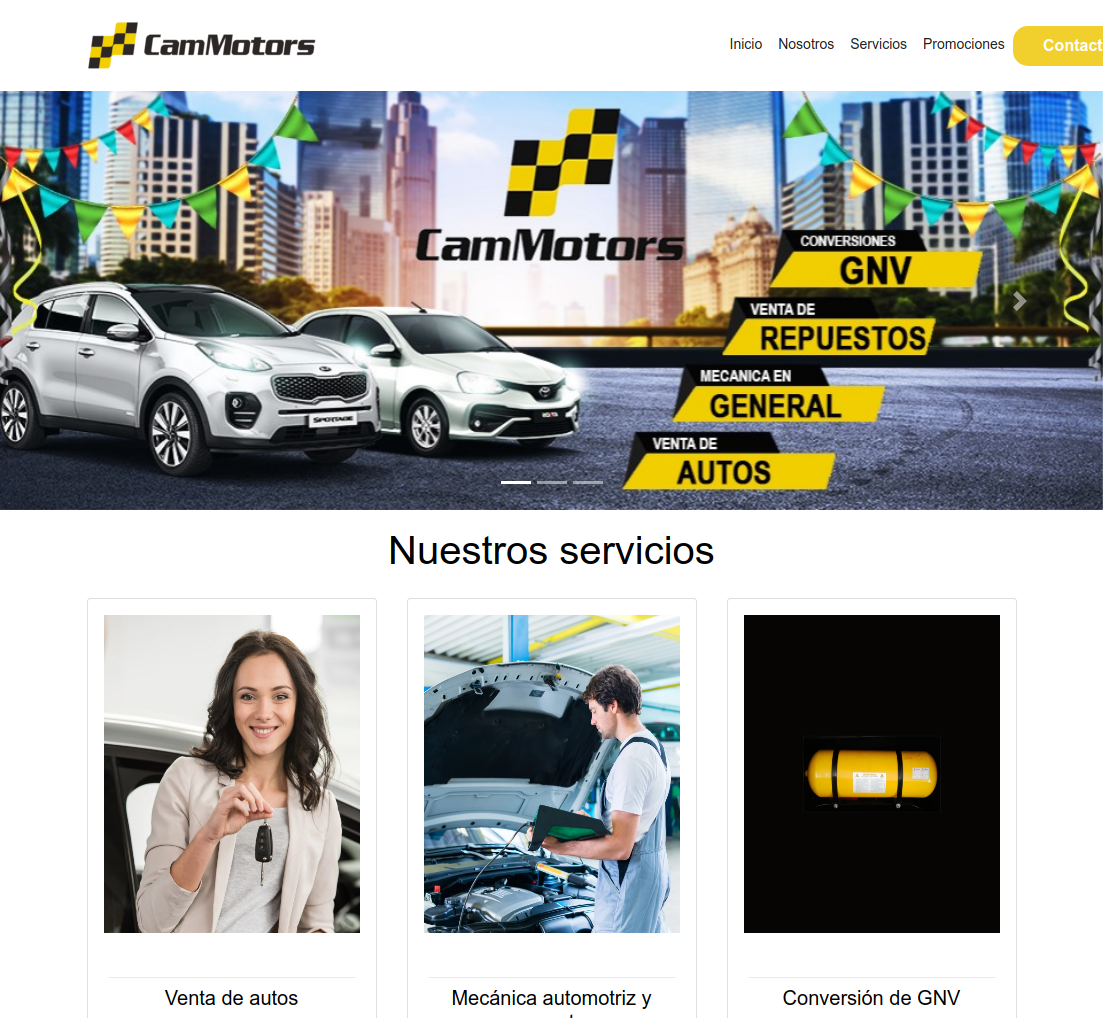 CamMotors
Inicio Nosotros Servicios Promociones Contact
CamMotors
CONVERSIONES
GNV
VENTA DE
REPUESTOS
MECANICA EN
GENERAL
VENTA DE
AUTOS
SPORTAGE
Nuestros servicios
Venta de autos
Mecánica automotriz y
Conversión de GNV